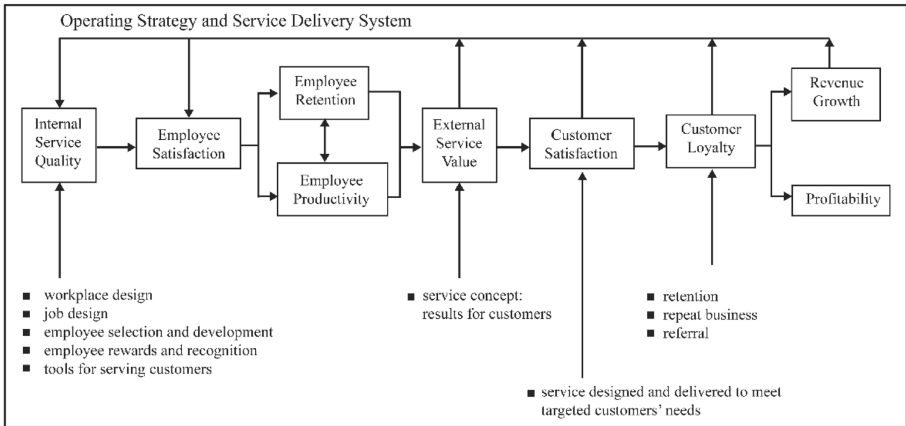 Operating Strategy and Service Delivery System
Internal
Service
Quality
Employee
Satisfaction
Employee
Retention
Employee
Productivity
External
Service
Value
Customer
Satisfaction
Customer
Loyalty
Revenue
Growth
Profitability
■ workplace design
■ job design
■ employee selection and development
■ employee rewards and recognition
■ tools for serving customers
■ service concept:
results for customers
■ service designed and delivered to meet
targeted customers’ needs
■ retention
■ repeat business
■ referral